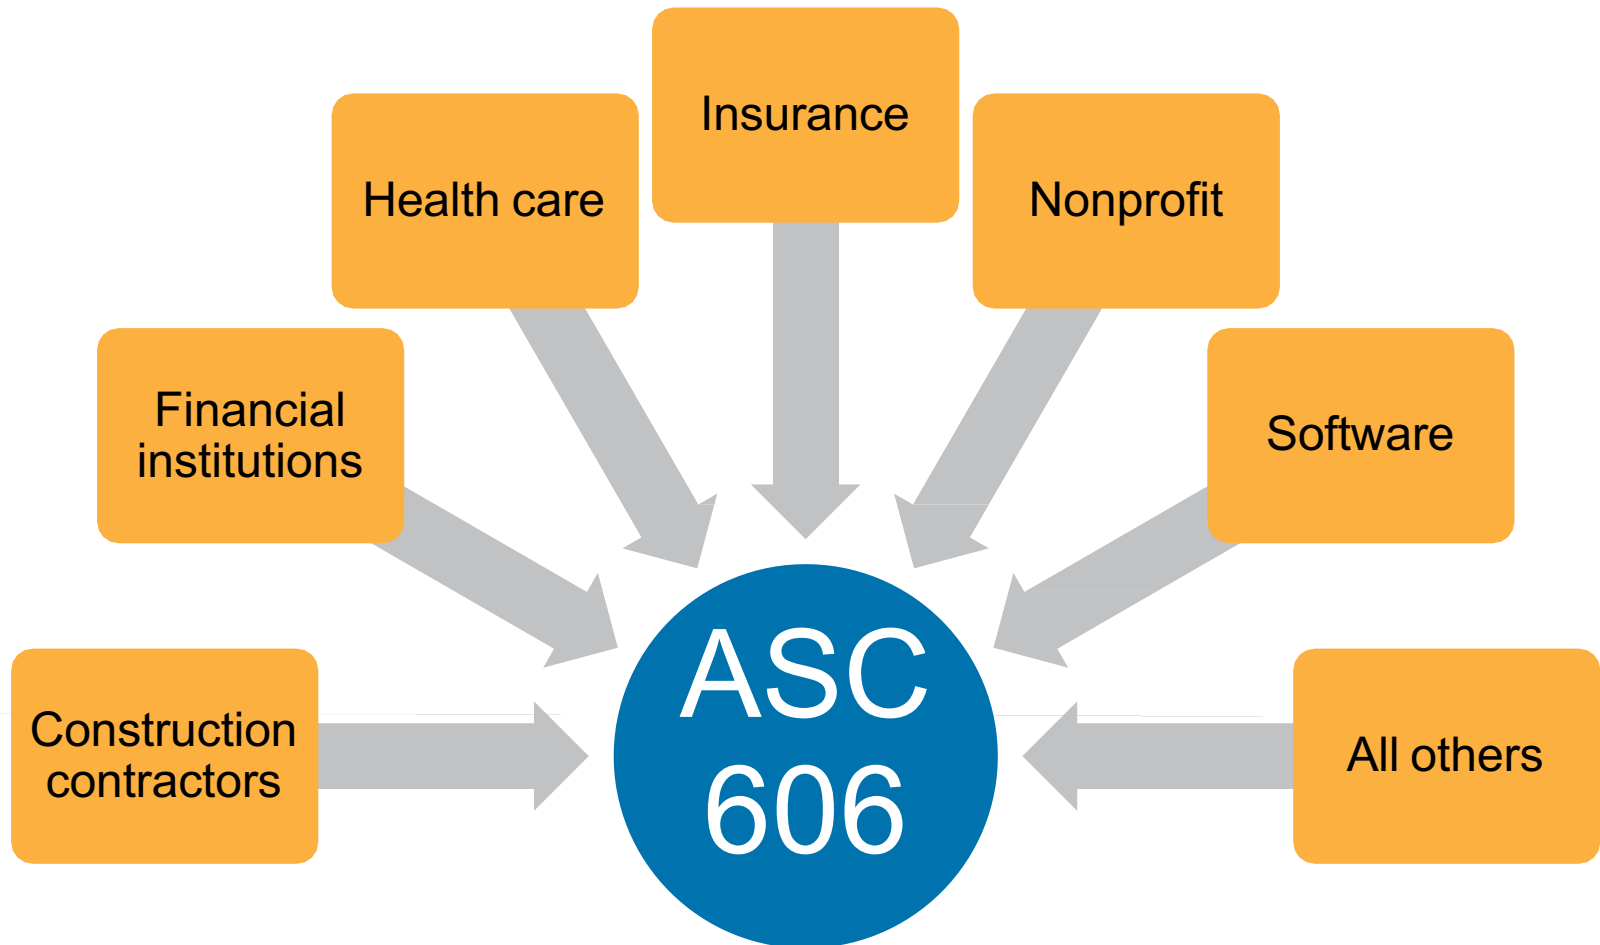 Insurance
Health care
Nonprofit
Financial
institutions
Software
ASC
606
Construction
contractors
All others